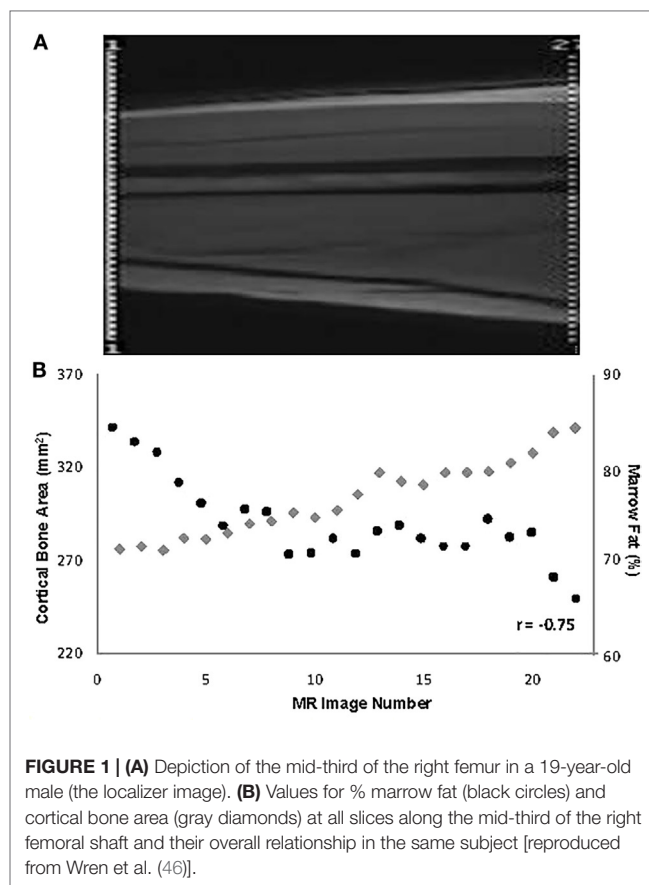 A
1
2
1
B
370
320
270
220
Cortical Bone Area (mm²)
90
80
70
60
Marrow Fat (%)
r = -0.75
0
5
10
15
20
MR Image Number
FIGURE 1 | (A) Depiction of the mid-third of the right femur in a 19-year-old
male (the localizer image). (B) Values for % marrow fat (black circles) and
cortical bone area (gray diamonds) at all slices along the mid-third of the right
femoral shaft and their overall relationship in the same subject [reproduced
from Wren et al. (46)].